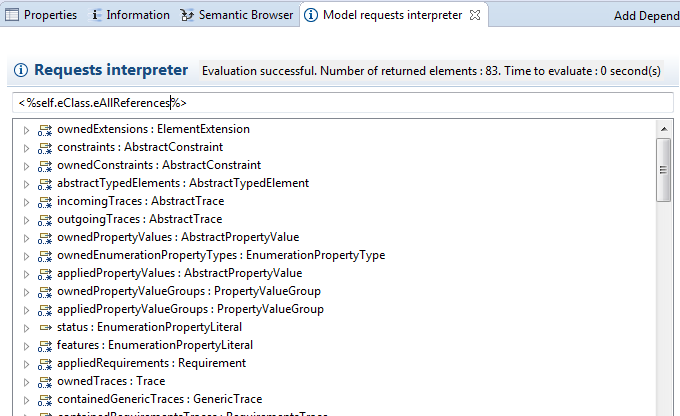 Properties Information Semantic Browser Model requests interpreter Add Depend
Requests interpreter Evaluation successful. Number of returned elements : 83. Time to evaluate : 0 second(s)
<%self.eClass.eAllReferences%>
ownedExtensions : ElementExtension
constraints : AbstractConstraint
ownedConstraints : AbstractConstraint
abstractTypedElements : AbstractTypedElement
incomingTraces : AbstractTrace
outgoingTraces : AbstractTrace
ownedPropertyValues : AbstractPropertyValue
ownedEnumerationPropertyTypes : EnumerationPropertyType
appliedPropertyValues : AbstractPropertyValue
ownedPropertyValueGroups : PropertyValueGroup
appliedPropertyValueGroups : PropertyValueGroup
status : EnumerationPropertyLiteral
features : EnumerationPropertyLiteral
appliedRequirements : Requirement
ownedTraces : Trace
containedGenericTraces : GenericTrace
containedRequirementsTraces : RequirementsTrace